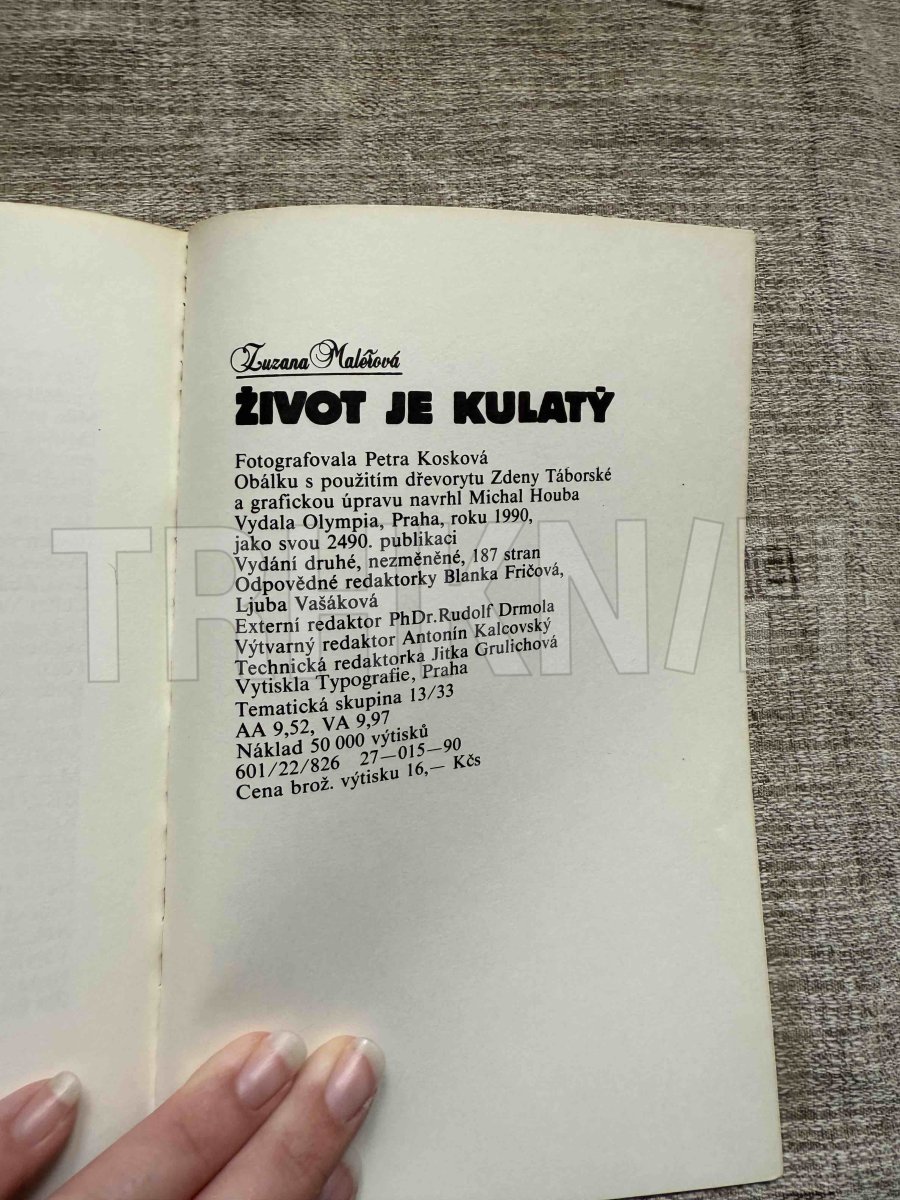 Zuzana Maléřová
ŽIVOT JE KULATÝ
Fotografovala Petra Kosková
Obálku s použitím dřevorytu Zdeny Táborské
a grafickou úpravu navrhl Michal Houba
Vydala Olympia, Praha, roku 1990,
jako svou 2490. publikaci
Vydání druhé, nezměněné, 187 stran
Odpovědné redaktorky Blanka Fričová,
Ljuba Vašáková
Externí redaktor PhDr.Rudolf Drmola
Výtvarný redaktor Antonín Kalcovský
Technická redaktorka Jitka Grulichová
Vytiskla Typografie, Praha
Tematická skupina 13/33
AA 9,52, VA 9,97
Náklad 50 000 výtisků
601/22/826 27—015—90
Cena brož. výtisku 16,— Kčs